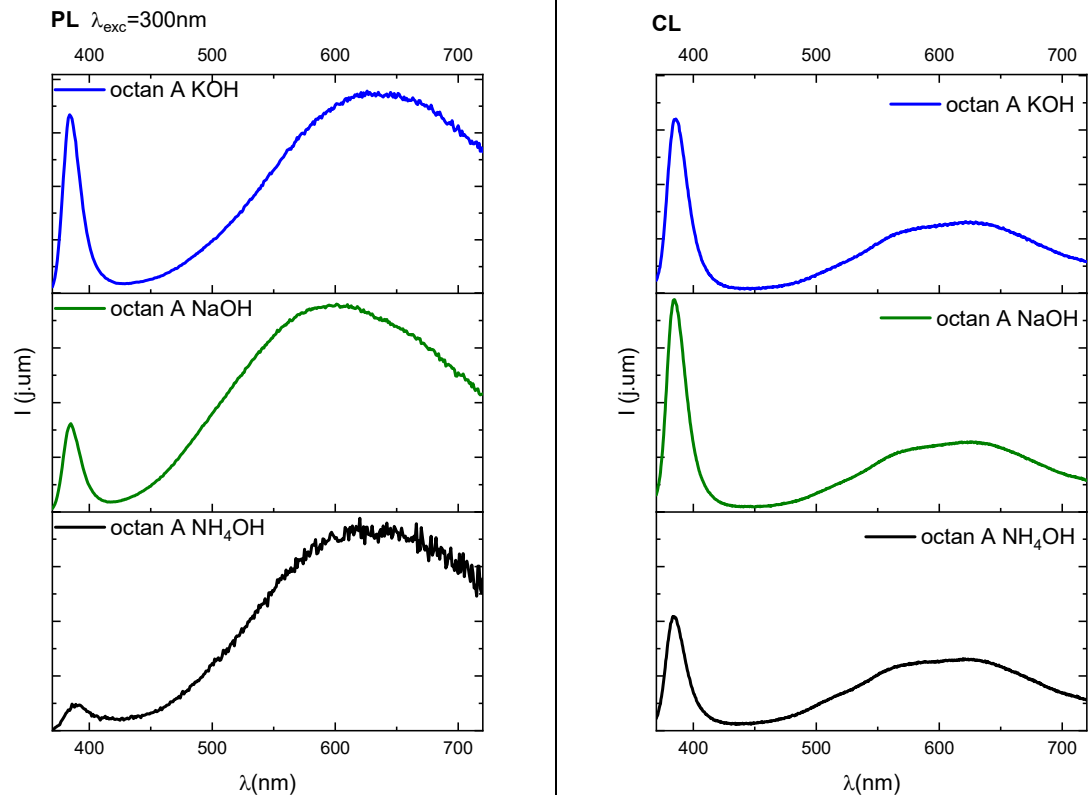 PL λexc=300nm
400 500 600 700
octan A KOH
octan A NaOH
octan A NH₄OH
I (j.um)
400 500 600 700
λ(nm)
CL
400 500 600 700
octan A KOH
octan A NaOH
octan A NH₄OH
I (j.um)
400 500 600 700
λ(nm)